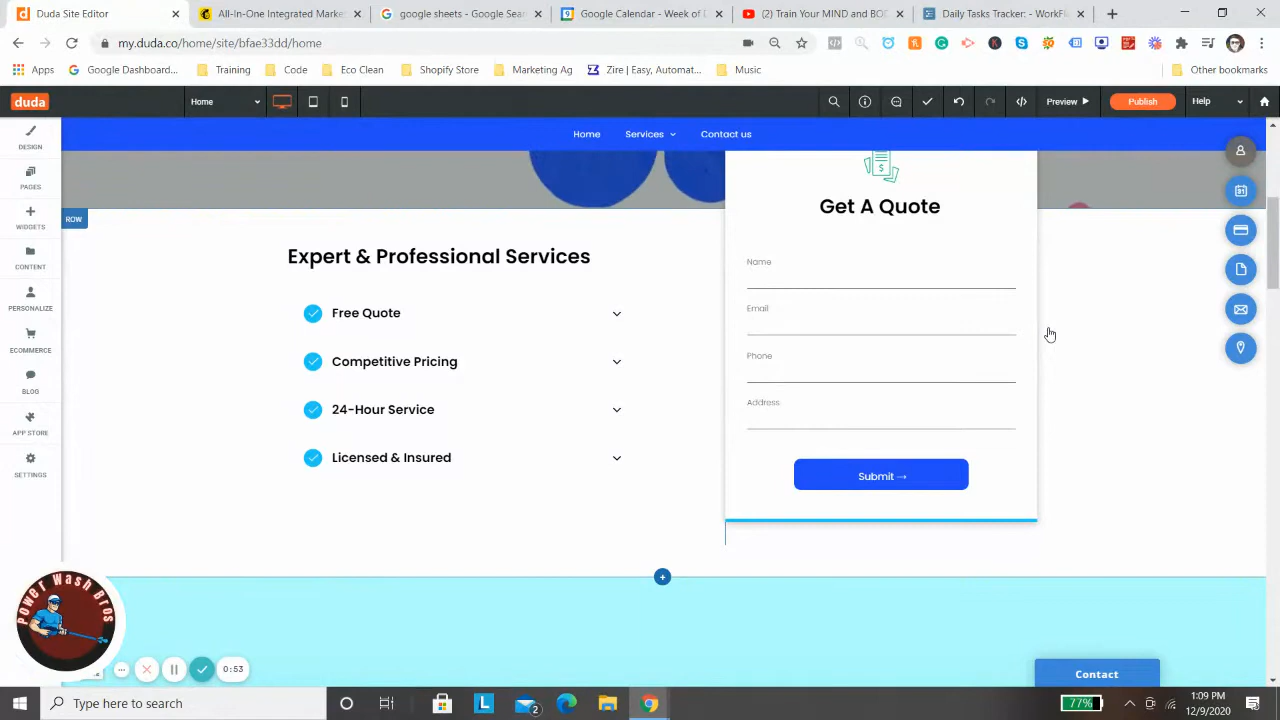 Duda Site Editor
All-In-One Integrated Market
google sheets - Google Sear
Google Calendar - Week of D
(2) Train Your MIND and BO
Daily Tasks Tracker: - WorkFl
my.duda.co/home/site/bfae33dd/home
Apps
Google Dashboard...
Training
Code
Eco Clean
Shopify Store
Marketing Ag
Zire | Easy, Automat...
Music
Other bookmarks
duda
Home
Preview
Publish
Help
Home
Services
Contact us
DESIGN
PAGES
WIDGETS
CONTENT
PERSONALIZE
ECOMMERCE
BLOG
APP STORE
SETTINGS
ROW
Expert & Professional Services
Free Quote
Competitive Pricing
24-Hour Service
Licensed & Insured
$
Get A Quote
Name
Email
Phone
Address
Submit →
31
Power Wash Bros
0:53
Contact
Type here to search
L
2
77%
1:09 PM
12/9/2020